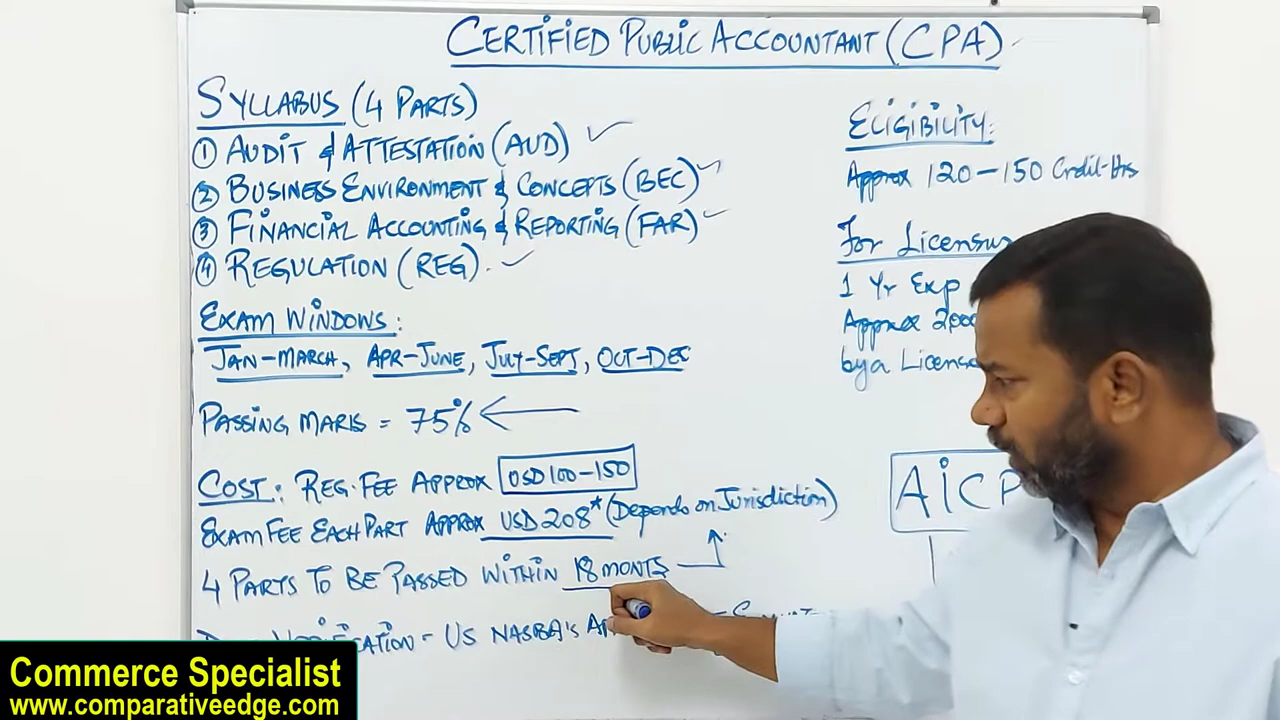 CERTIFIED PUBLIC ACCOUNTANT (CPA)
SYLLABUS (4 PARTS)
① AUDIT & ATTESTATION (AUD)
② BUSINESS ENVIRONMENT & CONCEPTS (BEC)
③ FINANCIAL ACCOUNTING & REPORTING (FAR)
④ REGULATION (REG).
EXAM WINDOWS:
JAN-MARCH, APR-JUNE, JULY-SEPT, OCT-DEC
PASSING MARKS = 75%
COST: REG. FEE APPROX USD 100-150
EXAM FEE EACH PART APPROX USD 208* (Depends on Jurisdiction)
4 PARTS TO BE PASSED WITHIN 18 MONTS
US NASBA's
ELIGIBILITY:
Approx 120-150 Credit-Hrs
For Licensus
1 Yr Exp
Approx 2000
by a License
AICP
Commerce Specialist
www.comparativeedge.com